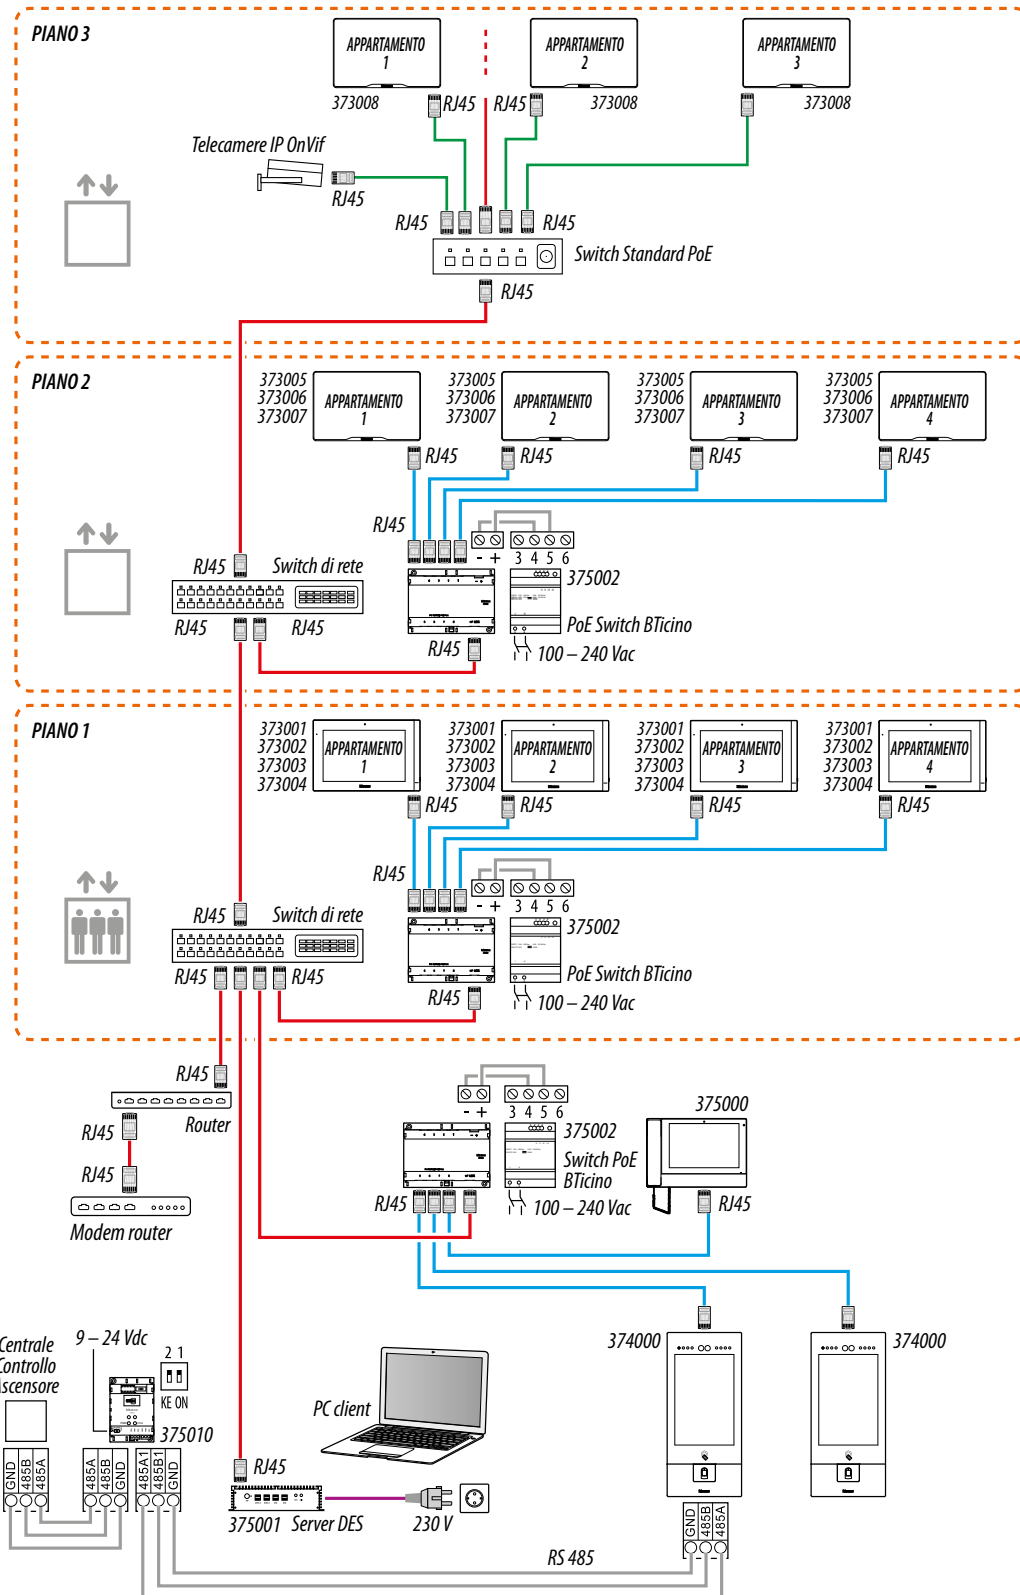 PIANO 3
APPARTAMENTO
1
APPARTAMENTO
2
APPARTAMENTO
3
373008
RJ45
RJ45
373008
373008
Telecamere IP OnVif
RJ45
RJ45
RJ45
Switch Standard PoE
RJ45
PIANO 2
373005
373006
373007
APPARTAMENTO
1
373005
373006
373007
APPARTAMENTO
2
373005
373006
373007
APPARTAMENTO
3
373005
373006
373007
APPARTAMENTO
4
RJ45
RJ45
RJ45
RJ45
RJ45
- + 3 4 5 6
RJ45
Switch di rete
375002
RJ45
RJ45
PoE Switch BTicino
RJ45
100 – 240 Vac
PIANO 1
373001
373002
373003
373004
APPARTAMENTO
1
373001
373002
373003
373004
APPARTAMENTO
2
373001
373002
373003
373004
APPARTAMENTO
3
373001
373002
373003
373004
APPARTAMENTO
4
RJ45
RJ45
RJ45
RJ45
RJ45
- + 3 4 5 6
RJ45
Switch di rete
375002
RJ45
RJ45
PoE Switch BTicino
RJ45
100 – 240 Vac
RJ45
Router
RJ45
RJ45
Modem router
- + 3 4 5 6
375002
Switch PoE
BTicino
RJ45
100 – 240 Vac
375000
RJ45
374000
374000
Centrale
Controllo
Ascensore
9 – 24 Vdc
2 1
KE ON
375010
PC client
GND
485B
485A
485A
485B
GND
485A1
485B1
GND
RJ45
375001
Server DES
230 V
GND
485B
485A
RS 485